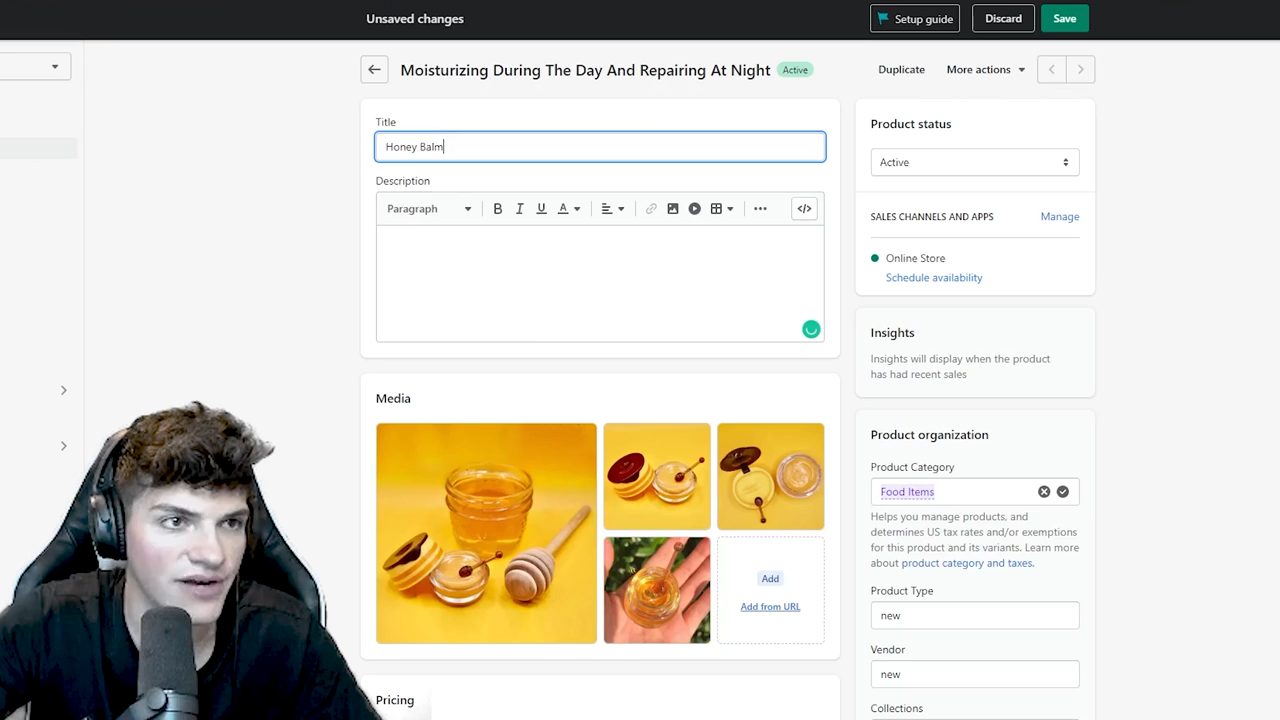 Unsaved changes
Setup guide
Discard
Save
Moisturizing During The Day And Repairing At Night
Active
Duplicate
More actions
Title
Honey Balm
Description
Paragraph
B I U A
</>
Media
Add
Add from URL
Pricing
Product status
Active
SALES CHANNELS AND APPS
Manage
Online Store
Schedule availability
Insights
Insights will display when the product
has had recent sales
Product organization
Product Category
Food Items
Helps you manage products, and
determines US tax rates and/or exemptions
for this product and its variants. Learn more
about product category and taxes.
Product Type
new
Vendor
new
Collections